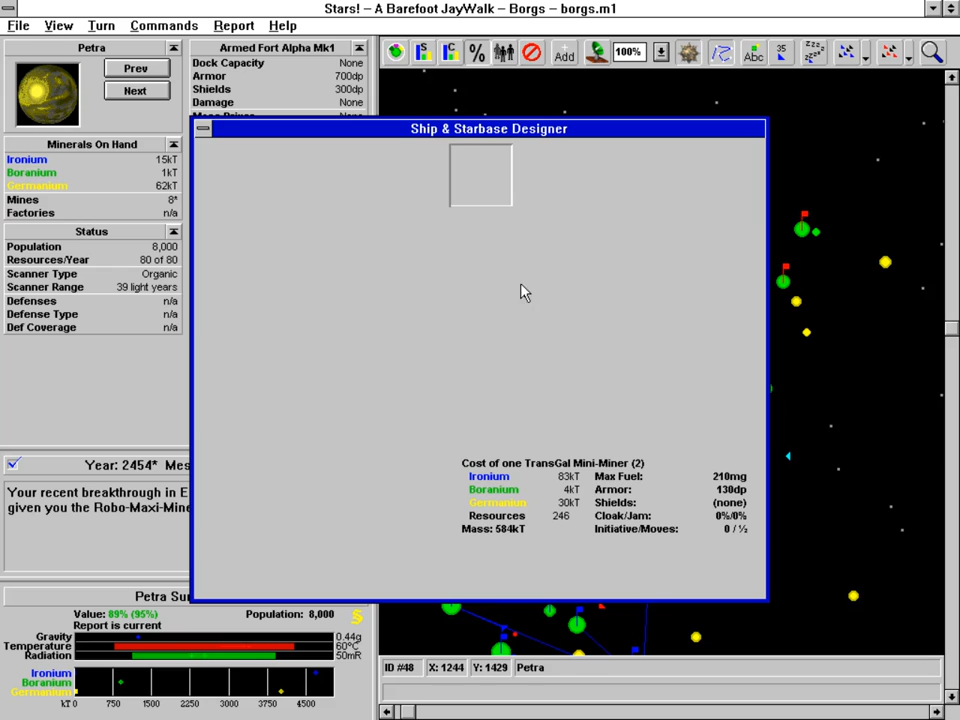 Stars! – A Barefoot JayWalk – Borgs – borgs.m1
File View Turn Commands Report Help
Petra
Prev
Next
Armed Fort Alpha Mk1
Dock Capacity None
Armor 700dp
Shields 300dp
Damage None
Minerals On Hand
Ironium 15kT
Boranium 1kT
Germanium 62kT
Mines 8*
Factories n/a
Status
Population 8,000
Resources/Year 80 of 80
Scanner Type Organic
Scanner Range 39 light years
Defenses n/a
Defense Type n/a
Def Coverage n/a
Year: 2454* Mes
Your recent breakthrough in E
given you the Robo-Maxi-Mine
Petra Su
Value: 89% (95%) Population: 8,000
Report is current
Gravity 0.44g
Temperature 60°C
Radiation 50mR
Ironium
Boranium
Germanium
kT 0 750 1500 2250 3000 3750 4500
100%
Add
Abc
35
Ship & Starbase Designer
Cost of one TransGal Mini-Miner (2)
Ironium 83kT Max Fuel: 210mg
Boranium 4kT Armor: 130dp
Germanium 30kT Shields: (none)
Resources 246 Cloak/Jam: 0%/0%
Mass: 584kT Initiative/Moves: 0 / ½
ID #48 X: 1244 Y: 1429 Petra